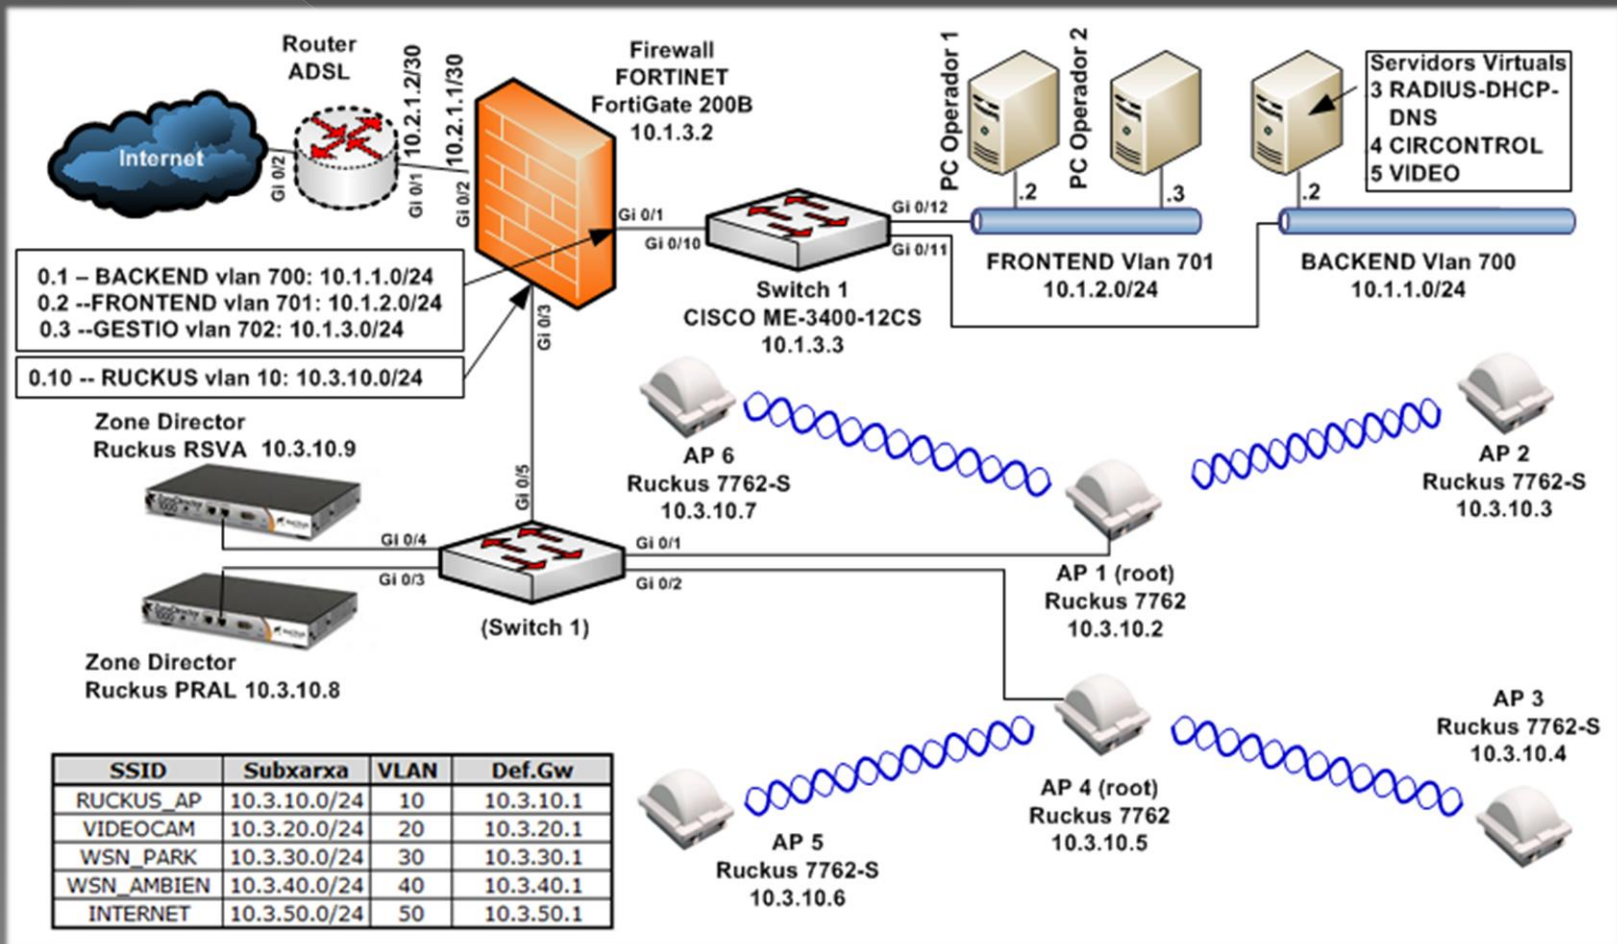 Router
ADSL
Internet
Gi 0/2
Gi 0/1
10.2.1.2/30
10.2.1.1/30
Gi 0/2
Firewall
FORTINET
FortiGate 200B
10.1.3.2
Gi 0/1
Gi 0/10
Gi 0/3
Gi 0/12
Gi 0/11
Switch 1
CISCO ME-3400-12CS
10.1.3.3
PC Operador 1
PC Operador 2
.2
.3
.2
Servidors Virtuals
3 RADIUS-DHCP-
DNS
4 CIRCONTROL
5 VIDEO
FRONTEND Vlan 701
10.1.2.0/24
BACKEND Vlan 700
10.1.1.0/24
0.1 – BACKEND vlan 700: 10.1.1.0/24
0.2 --FRONTEND vlan 701: 10.1.2.0/24
0.3 --GESTIO vlan 702: 10.1.3.0/24
0.10 -- RUCKUS vlan 10: 10.3.10.0/24
Zone Director
Ruckus RSVA 10.3.10.9
Gi 0/5
Gi 0/4
Gi 0/3
Gi 0/1
Gi 0/2
(Switch 1)
Zone Director
Ruckus PRAL 10.3.10.8
AP 6
Ruckus 7762-S
10.3.10.7
AP 2
Ruckus 7762-S
10.3.10.3
AP 1 (root)
Ruckus 7762
10.3.10.2
AP 3
Ruckus 7762-S
10.3.10.4
AP 4 (root)
Ruckus 7762
10.3.10.5
AP 5
Ruckus 7762-S
10.3.10.6
SSID Subxarxa VLAN Def.Gw
RUCKUS_AP 10.3.10.0/24 10 10.3.10.1
VIDEOCAM 10.3.20.0/24 20 10.3.20.1
WSN_PARK 10.3.30.0/24 30 10.3.30.1
WSN_AMBIEN 10.3.40.0/24 40 10.3.40.1
INTERNET 10.3.50.0/24 50 10.3.50.1